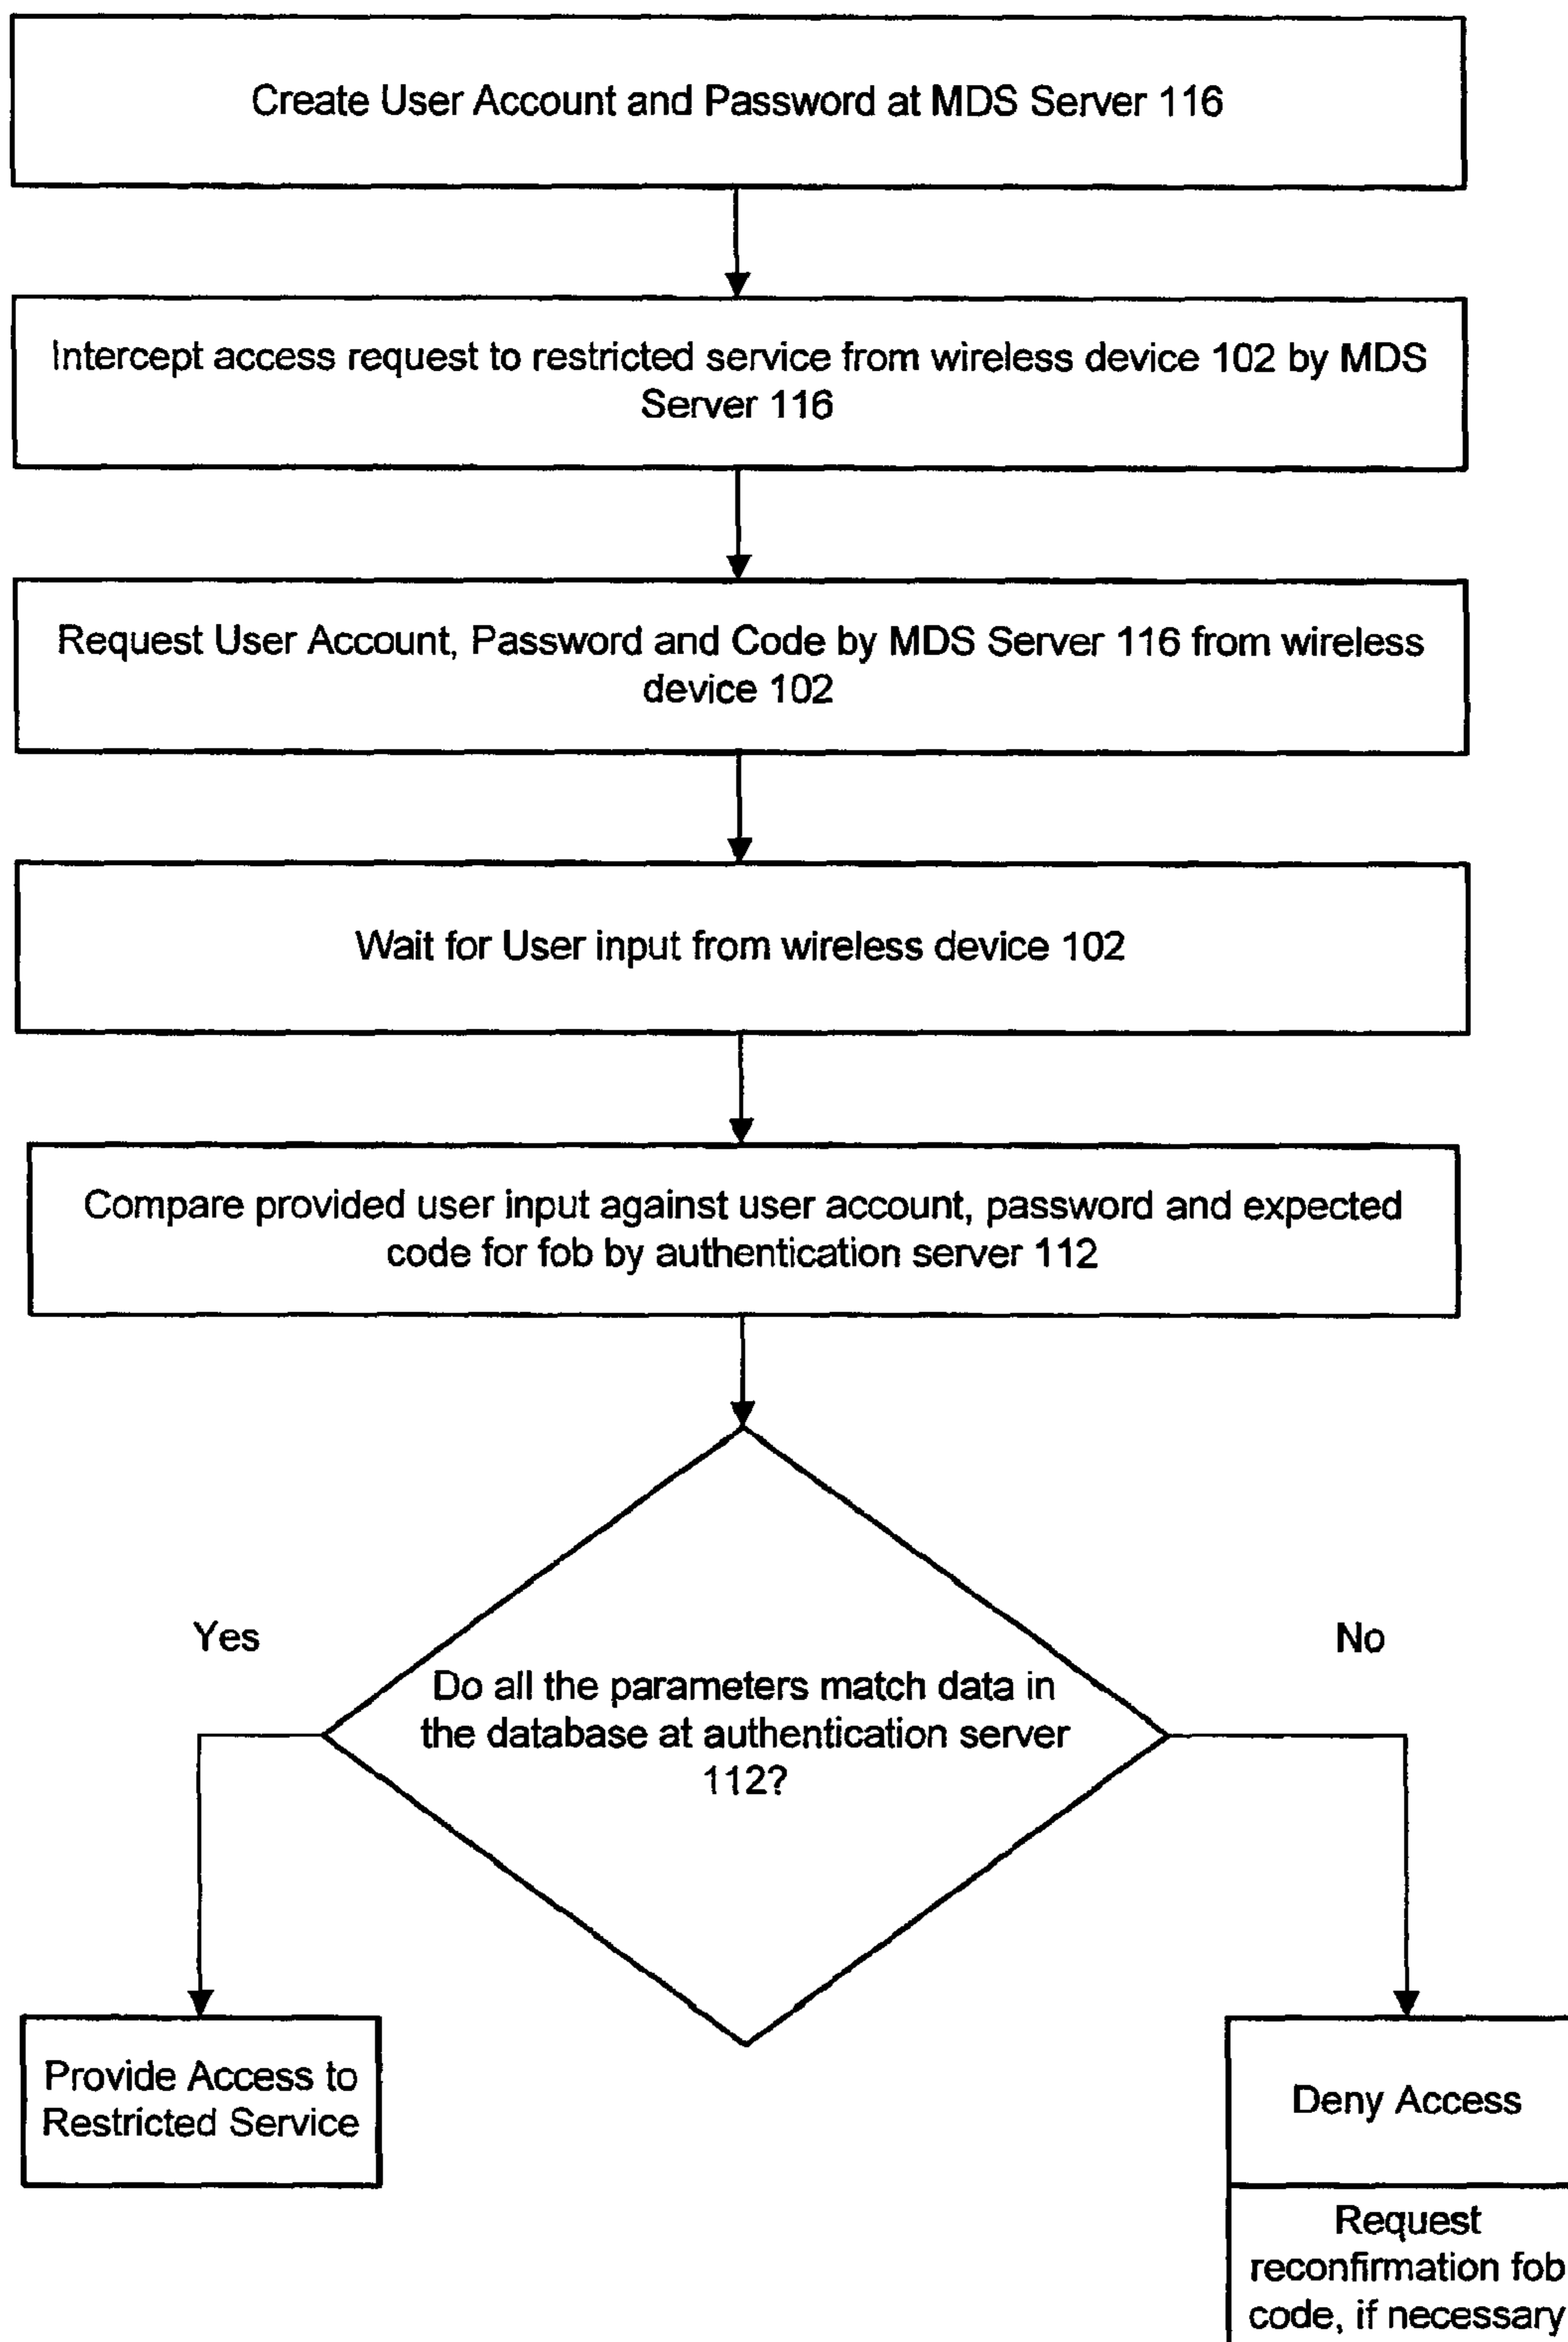 Create User Account and Password at MDS Server 116
Intercept access request to restricted service from wireless device 102 by MDS
Server 116
Request User Account, Password and Code by MDS Server 116 from wireless
device 102
Wait for User input from wireless device 102
Compare provided user input against user account, password and expected
code for fob by authentication server 112
Yes
No
Do all the parameters match data in
the database at authentication server
112?
Provide Access to
Restricted Service
Deny Access
Request
reconfirmation fob
code, if necessary